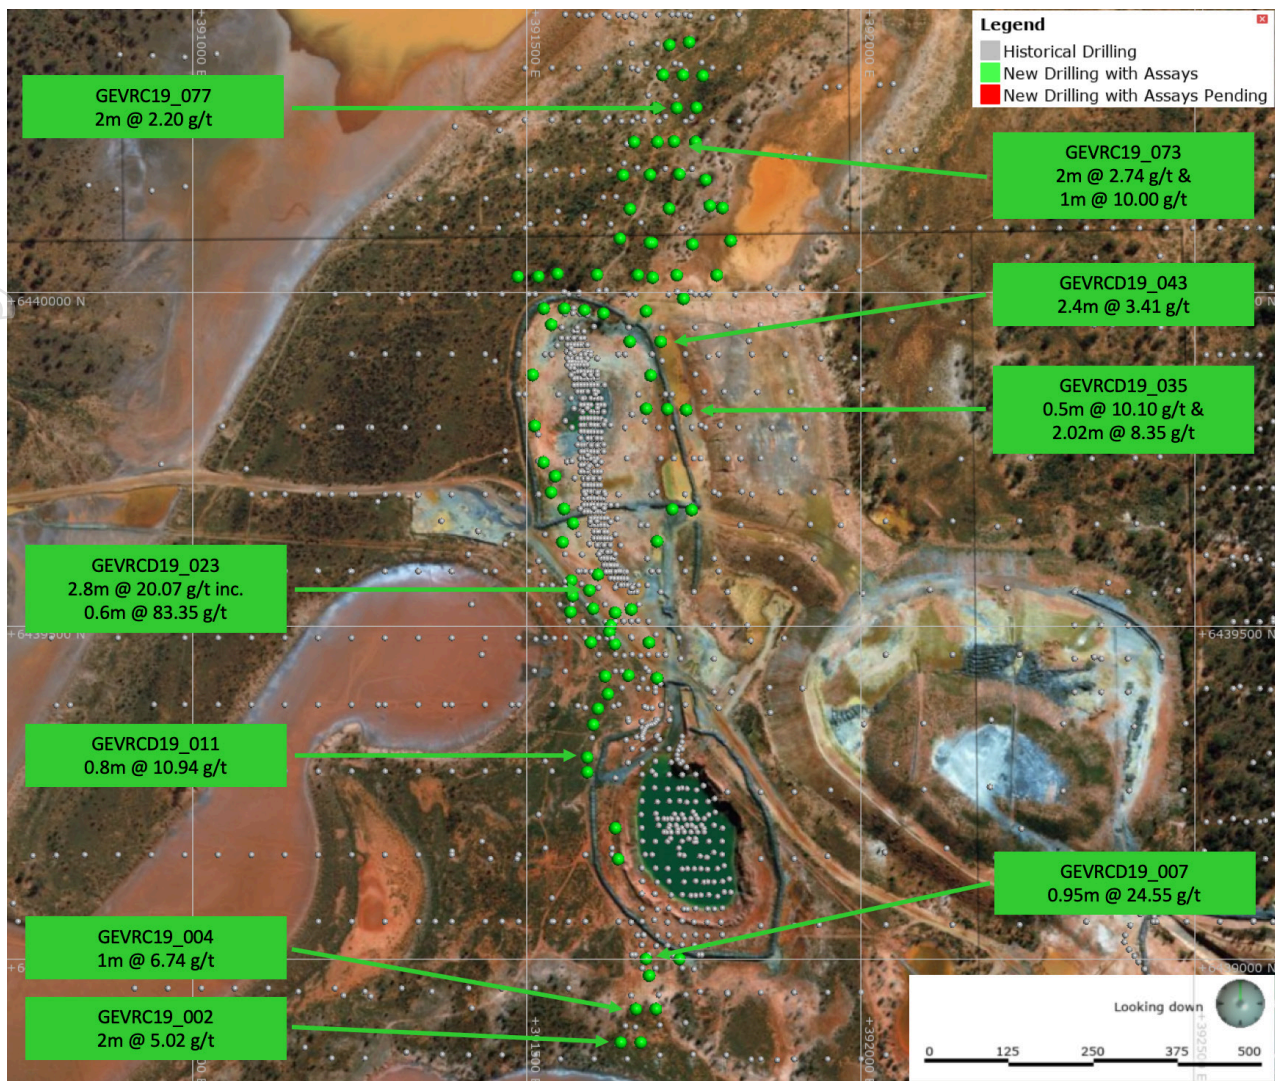 +391000 E
+391500 E
+392000 E
Legend
Historical Drilling
New Drilling with Assays
New Drilling with Assays Pending
GEVRC19_077
2m @ 2.20 g/t
GEVRC19_073
2m @ 2.74 g/t &
1m @ 10.00 g/t
GEVRCD19_043
2.4m @ 3.41 g/t
+6440000 N
GEVRCD19_035
0.5m @ 10.10 g/t &
2.02m @ 8.35 g/t
GEVRCD19_023
2.8m @ 20.07 g/t inc.
0.6m @ 83.35 g/t
+6439500 N
+6439500 N
GEVRCD19_011
0.8m @ 10.94 g/t
GEVRCD19_007
0.95m @ 24.55 g/t
GEVRC19_004
1m @ 6.74 g/t
GEVRC19_002
2m @ 5.02 g/t
+391500 E
+392000 E
+392500 E
Looking down
0 125 250 375 500